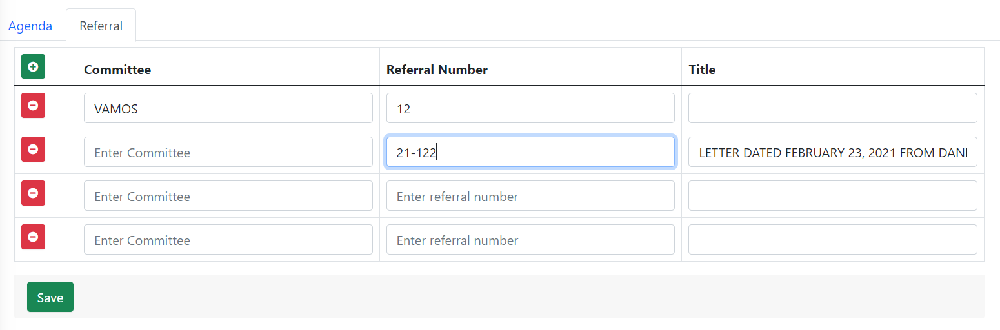 Agenda Referral
Committee Referral Number Title
VAMOS 12
Enter Committee 21-122 LETTER DATED FEBRUARY 23, 2021 FROM DANI
Enter Committee Enter referral number
Enter Committee Enter referral number
Save